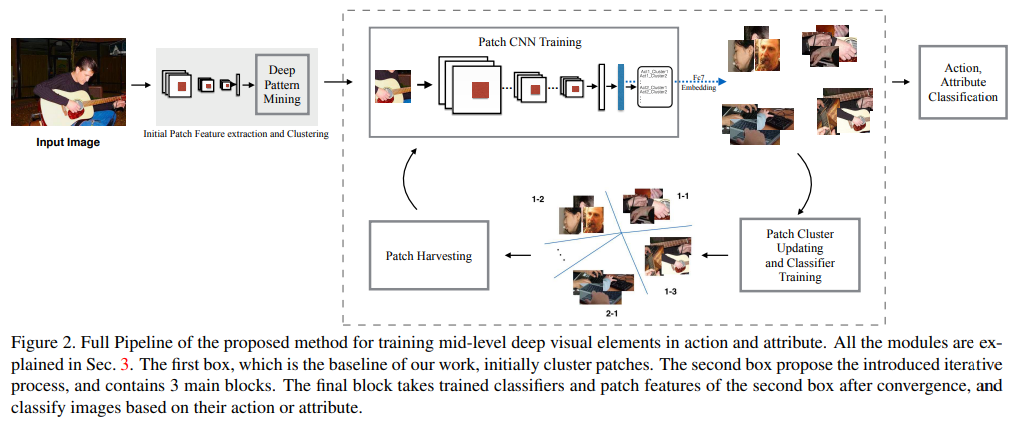 Input Image
Deep
Pattern
Mining
Initial Patch Feature extraction and Clustering
Patch CNN Training
Act1_Cluster1
Act1_Cluster2
Act2_Cluster1
Act2_Cluster2
Fc7
Embedding
Action,
Attribute
Classification
Patch Harvesting
1-2
1-1
1-3
2-1
Patch Cluster
Updating
and Classifier
Training
Figure 2. Full Pipeline of the proposed method for training mid-level deep visual elements in action and attribute. All the modules are ex-
plained in Sec. 3. The first box, which is the baseline of our work, initially cluster patches. The second box propose the introduced iterative
process, and contains 3 main blocks. The final block takes trained classifiers and patch features of the second box after convergence, and
classify images based on their action or attribute.